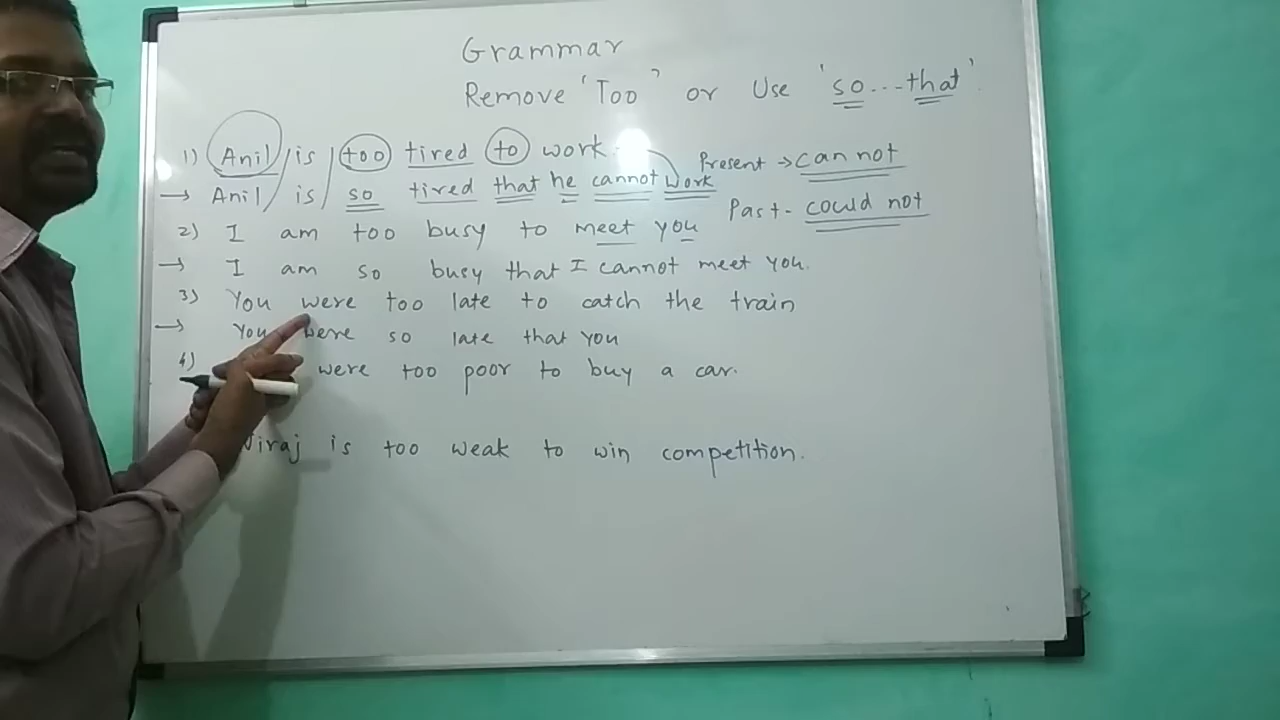 Grammar
Remove 'Too' or Use 'so...that'.
1) Anil / is / too tired to work.
Present → cannot
→ Anil / is / so tired that he cannot work
Past - could not
2) I am too busy to meet you
→ I am so busy that I cannot meet you.
3) You were too late to catch the train
→ You were so late that you
4) were too poor to buy a car.
is too weak to win competition.